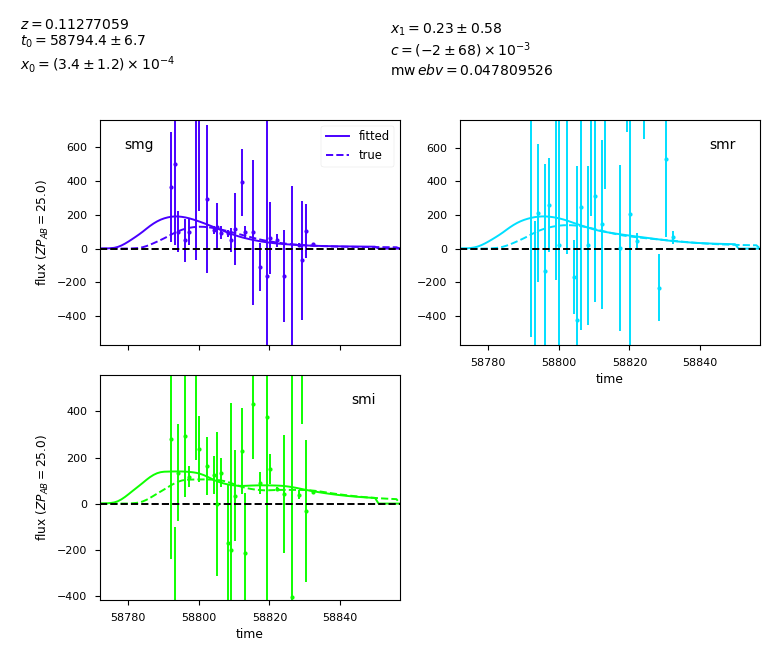 z = 0.11277059
t₀ = 58794.4 ± 6.7
x₀ = (3.4 ± 1.2) × 10⁻⁴
x₁ = 0.23 ± 0.58
c = (−2 ± 68) × 10⁻³
mw ebv = 0.047809526
smg
fitted
true
600
400
200
0
−200
−400
flux (ZP_AB = 25.0)
smr
600
400
200
0
−200
−400
58780 58800 58820 58840
time
smi
400
200
0
−200
−400
flux (ZP_AB = 25.0)
58780 58800 58820 58840
time